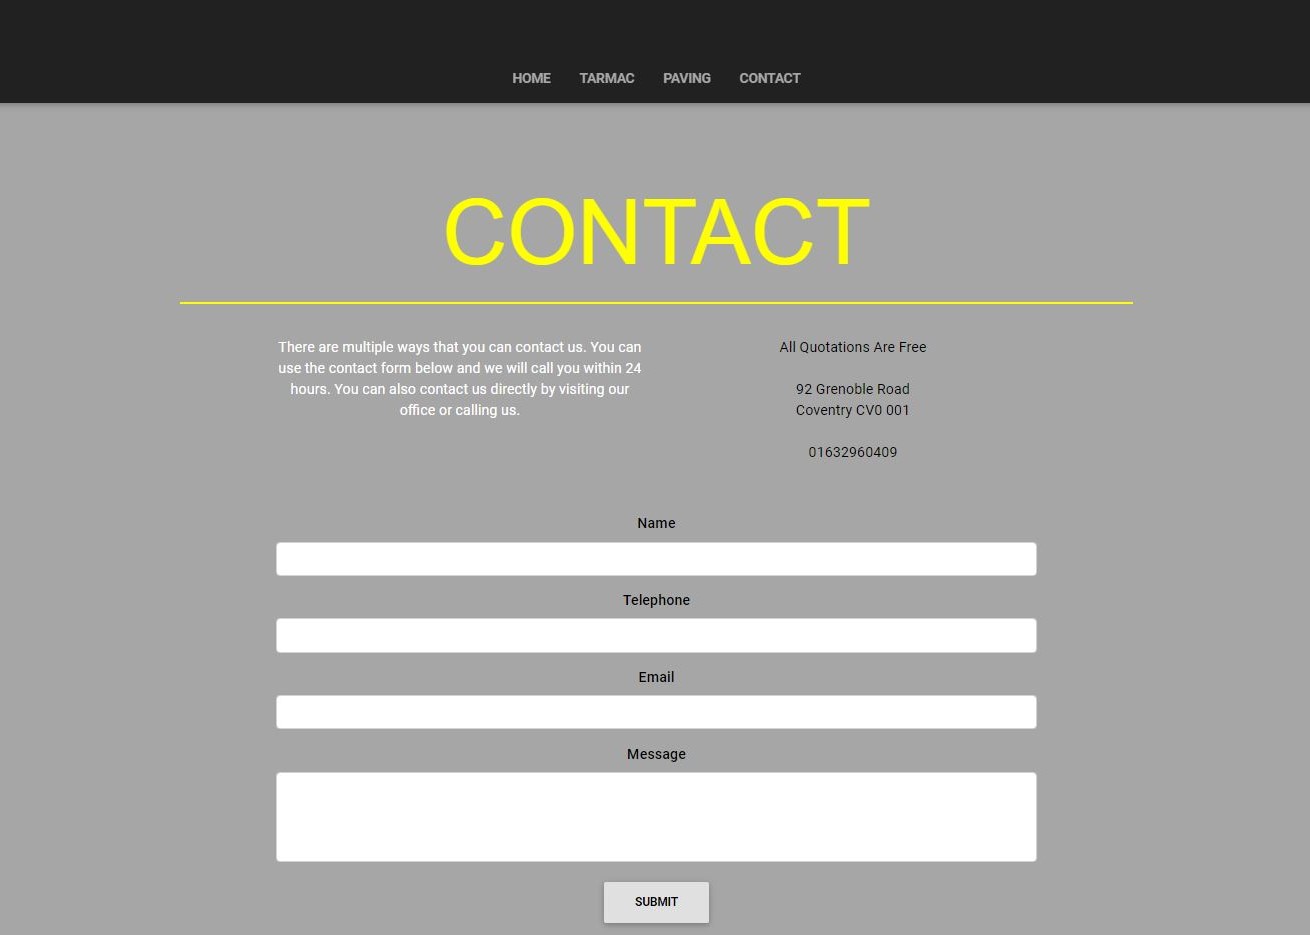 HOME TARMAC PAVING CONTACT
CONTACT
There are multiple ways that you can contact us. You can
use the contact form below and we will call you within 24
hours. You can also contact us directly by visiting our
office or calling us.
All Quotations Are Free
92 Grenoble Road
Coventry CV0 001
01632960409
Name
Telephone
Email
Message
SUBMIT